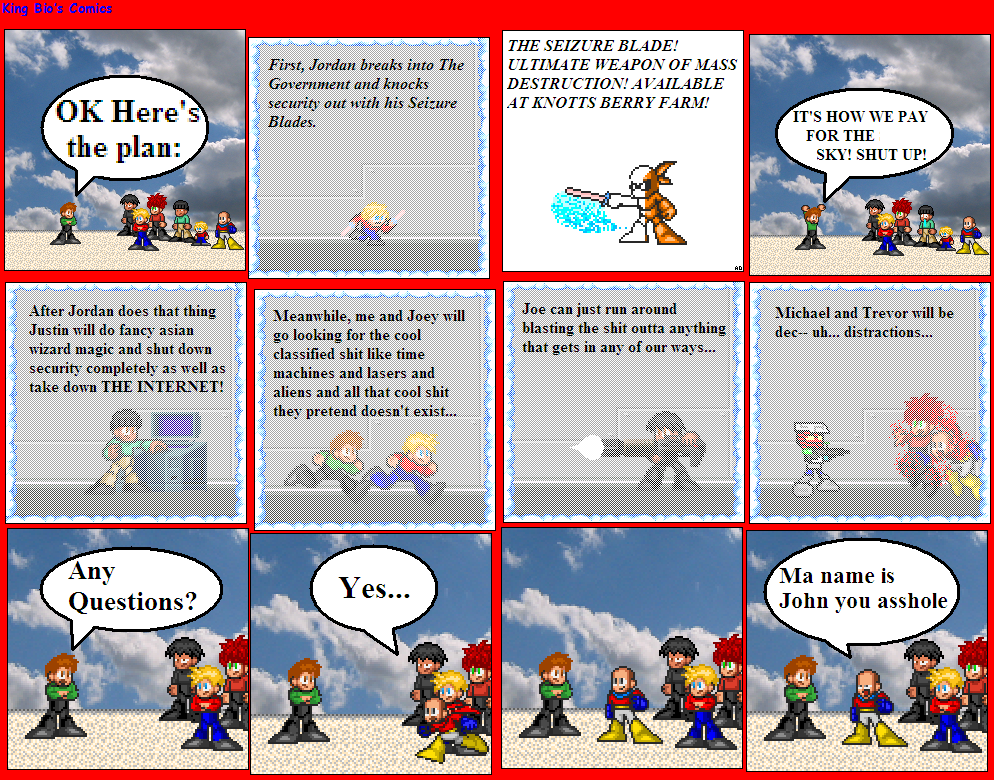 King Bio's Comics
OK Here's
the plan:
First, Jordan breaks into The
Government and knocks
security out with his Seizure
Blades.
THE SEIZURE BLADE!
ULTIMATE WEAPON OF MASS
DESTRUCTION! AVAILABLE
AT KNOTTS BERRY FARM!
AD
IT'S HOW WE PAY
FOR THE
SKY! SHUT UP!
After Jordan does that thing
Justin will do fancy asian
wizard magic and shut down
security completely as well as
take down THE INTERNET!
Meanwhile, me and Joey will
go looking for the cool
classified shit like time
machines and lasers and
aliens and all that cool shit
they pretend doesn't exist...
Joe can just run around
blasting the shit outta anything
that gets in any of our ways...
Michael and Trevor will be
dec-- uh... distractions...
Any
Questions?
Yes...
Ma name is
John you asshole